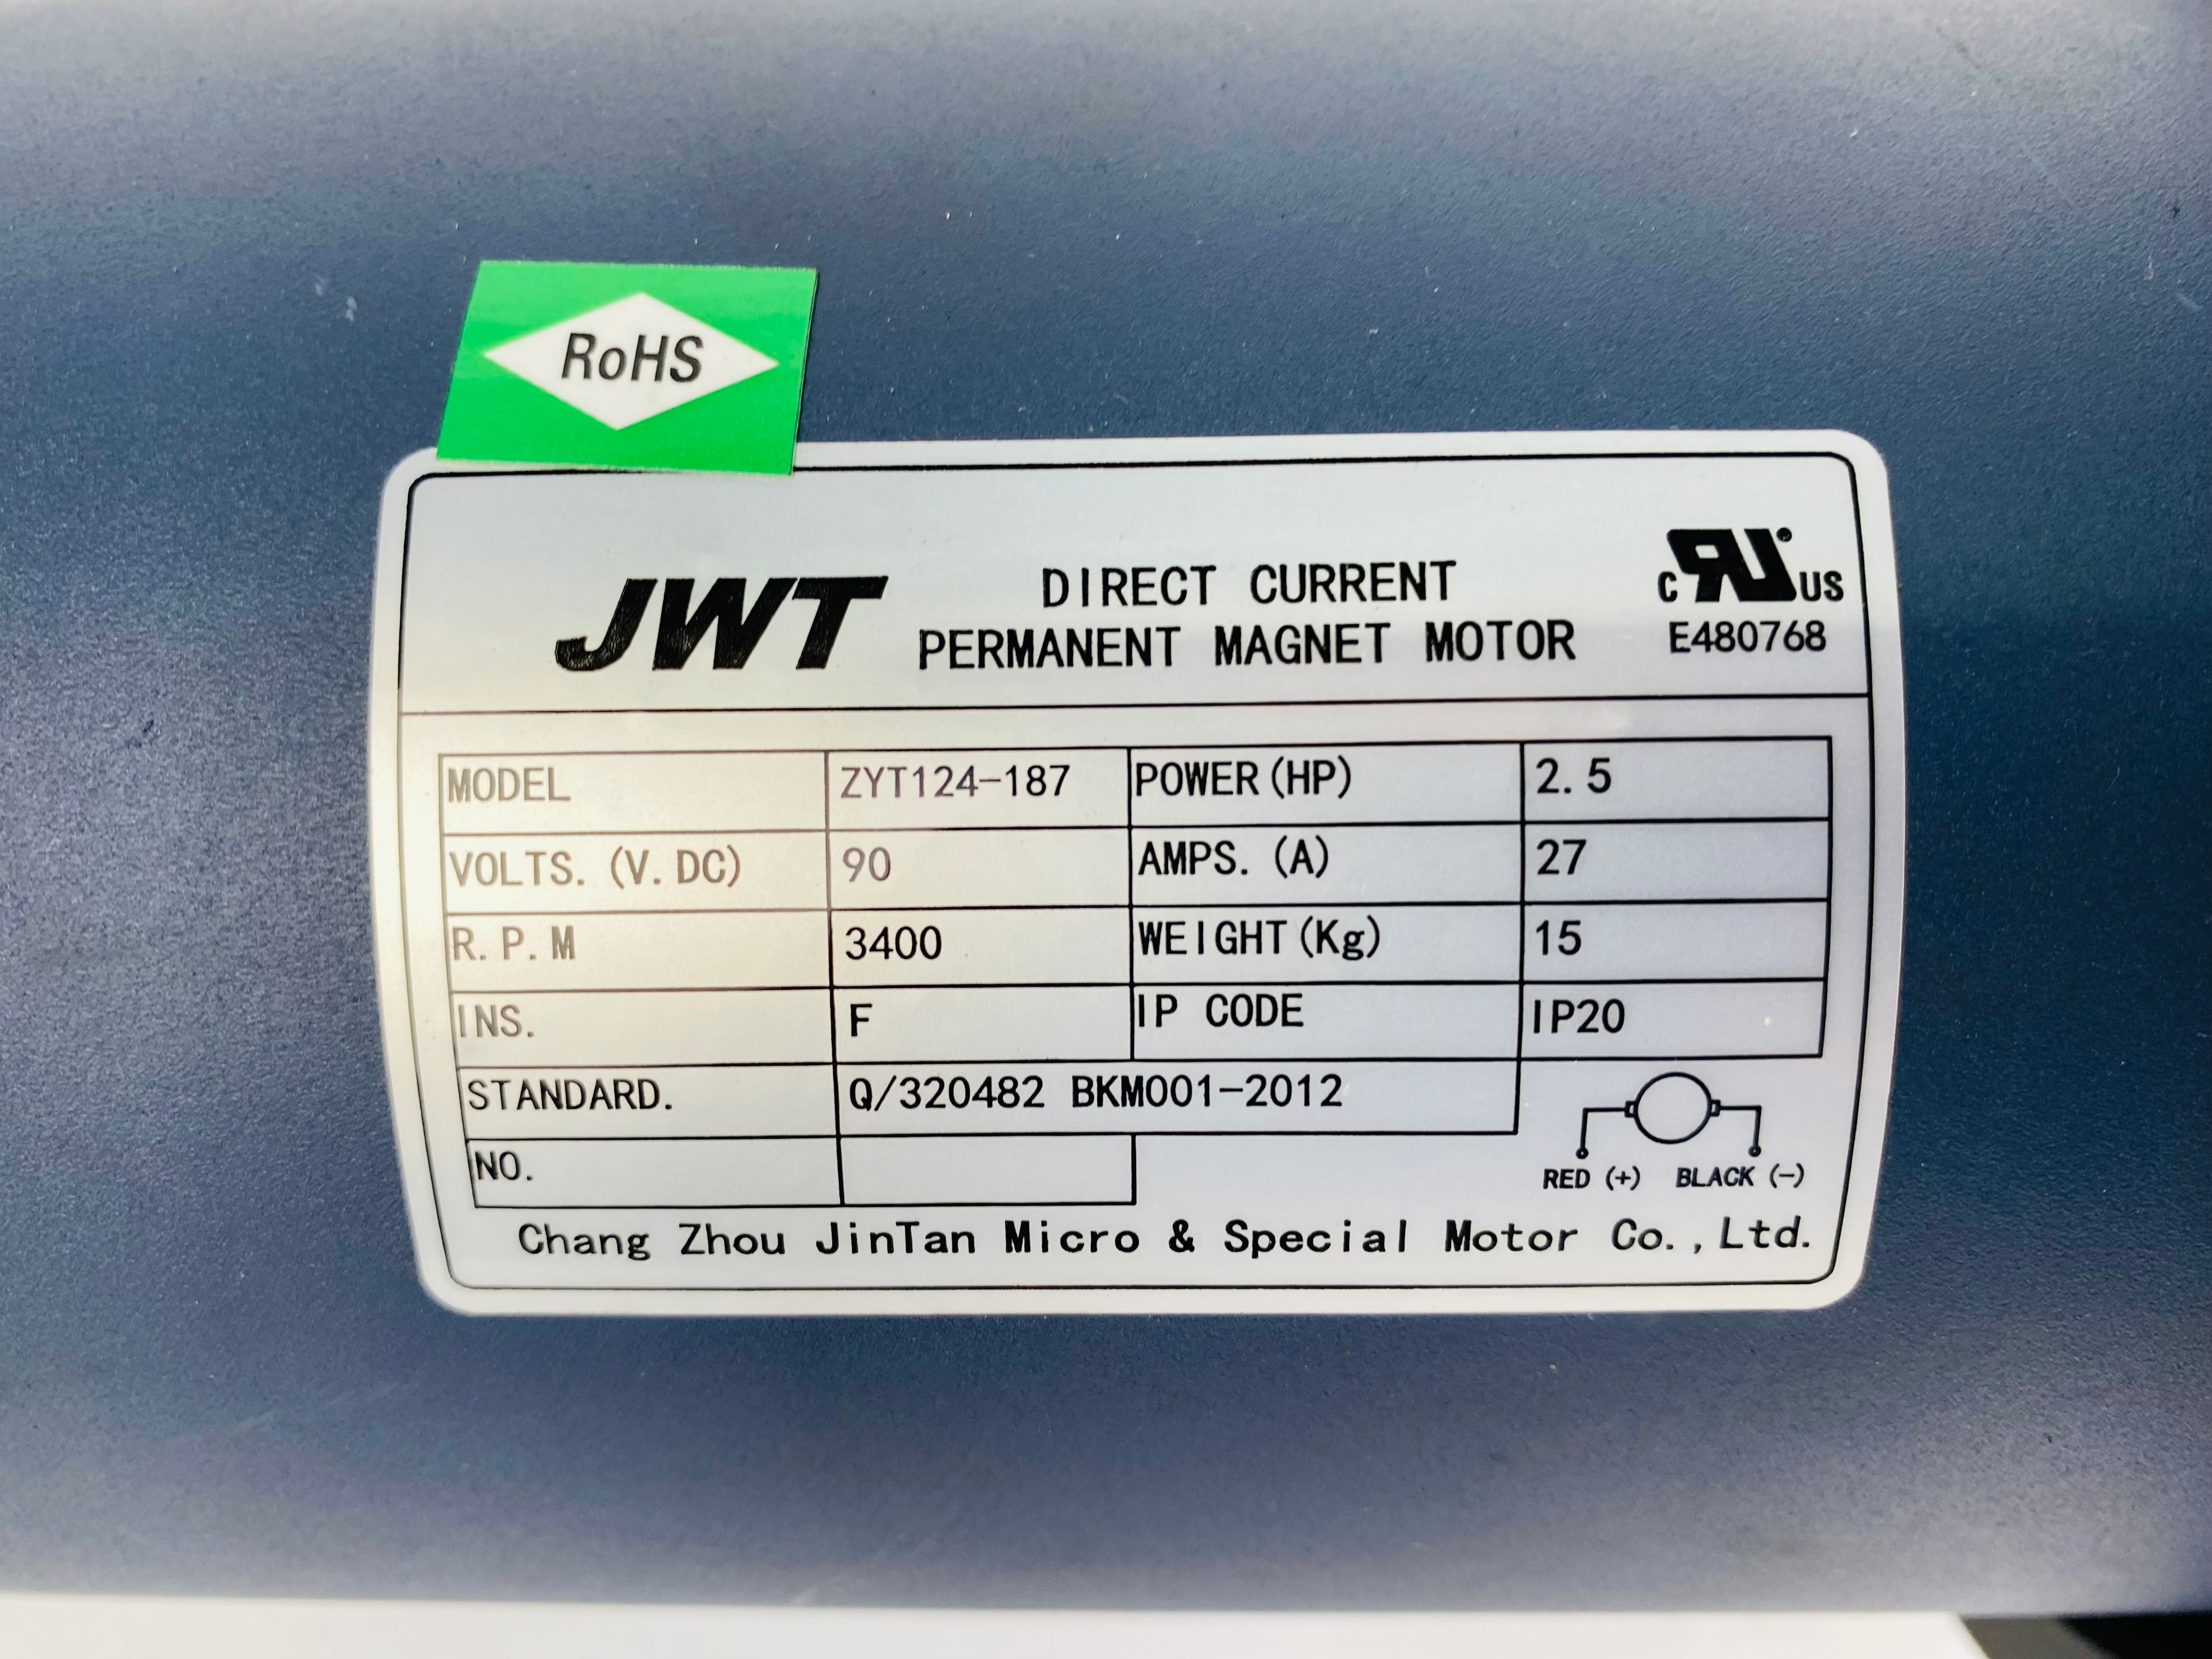 RoHS
JWT
DIRECT CURRENT
PERMANENT MAGNET MOTOR
c RU US
E480768
MODEL ZYT124-187 POWER(HP) 2.5
VOLTS.(V.DC) 90 AMPS.(A) 27
R.P.M 3400 WEIGHT(Kg) 15
INS. F IP CODE IP20
STANDARD. Q/320482 BKM001-2012
NO.
RED (+) BLACK (-)
Chang Zhou JinTan Micro & Special Motor Co.,Ltd.